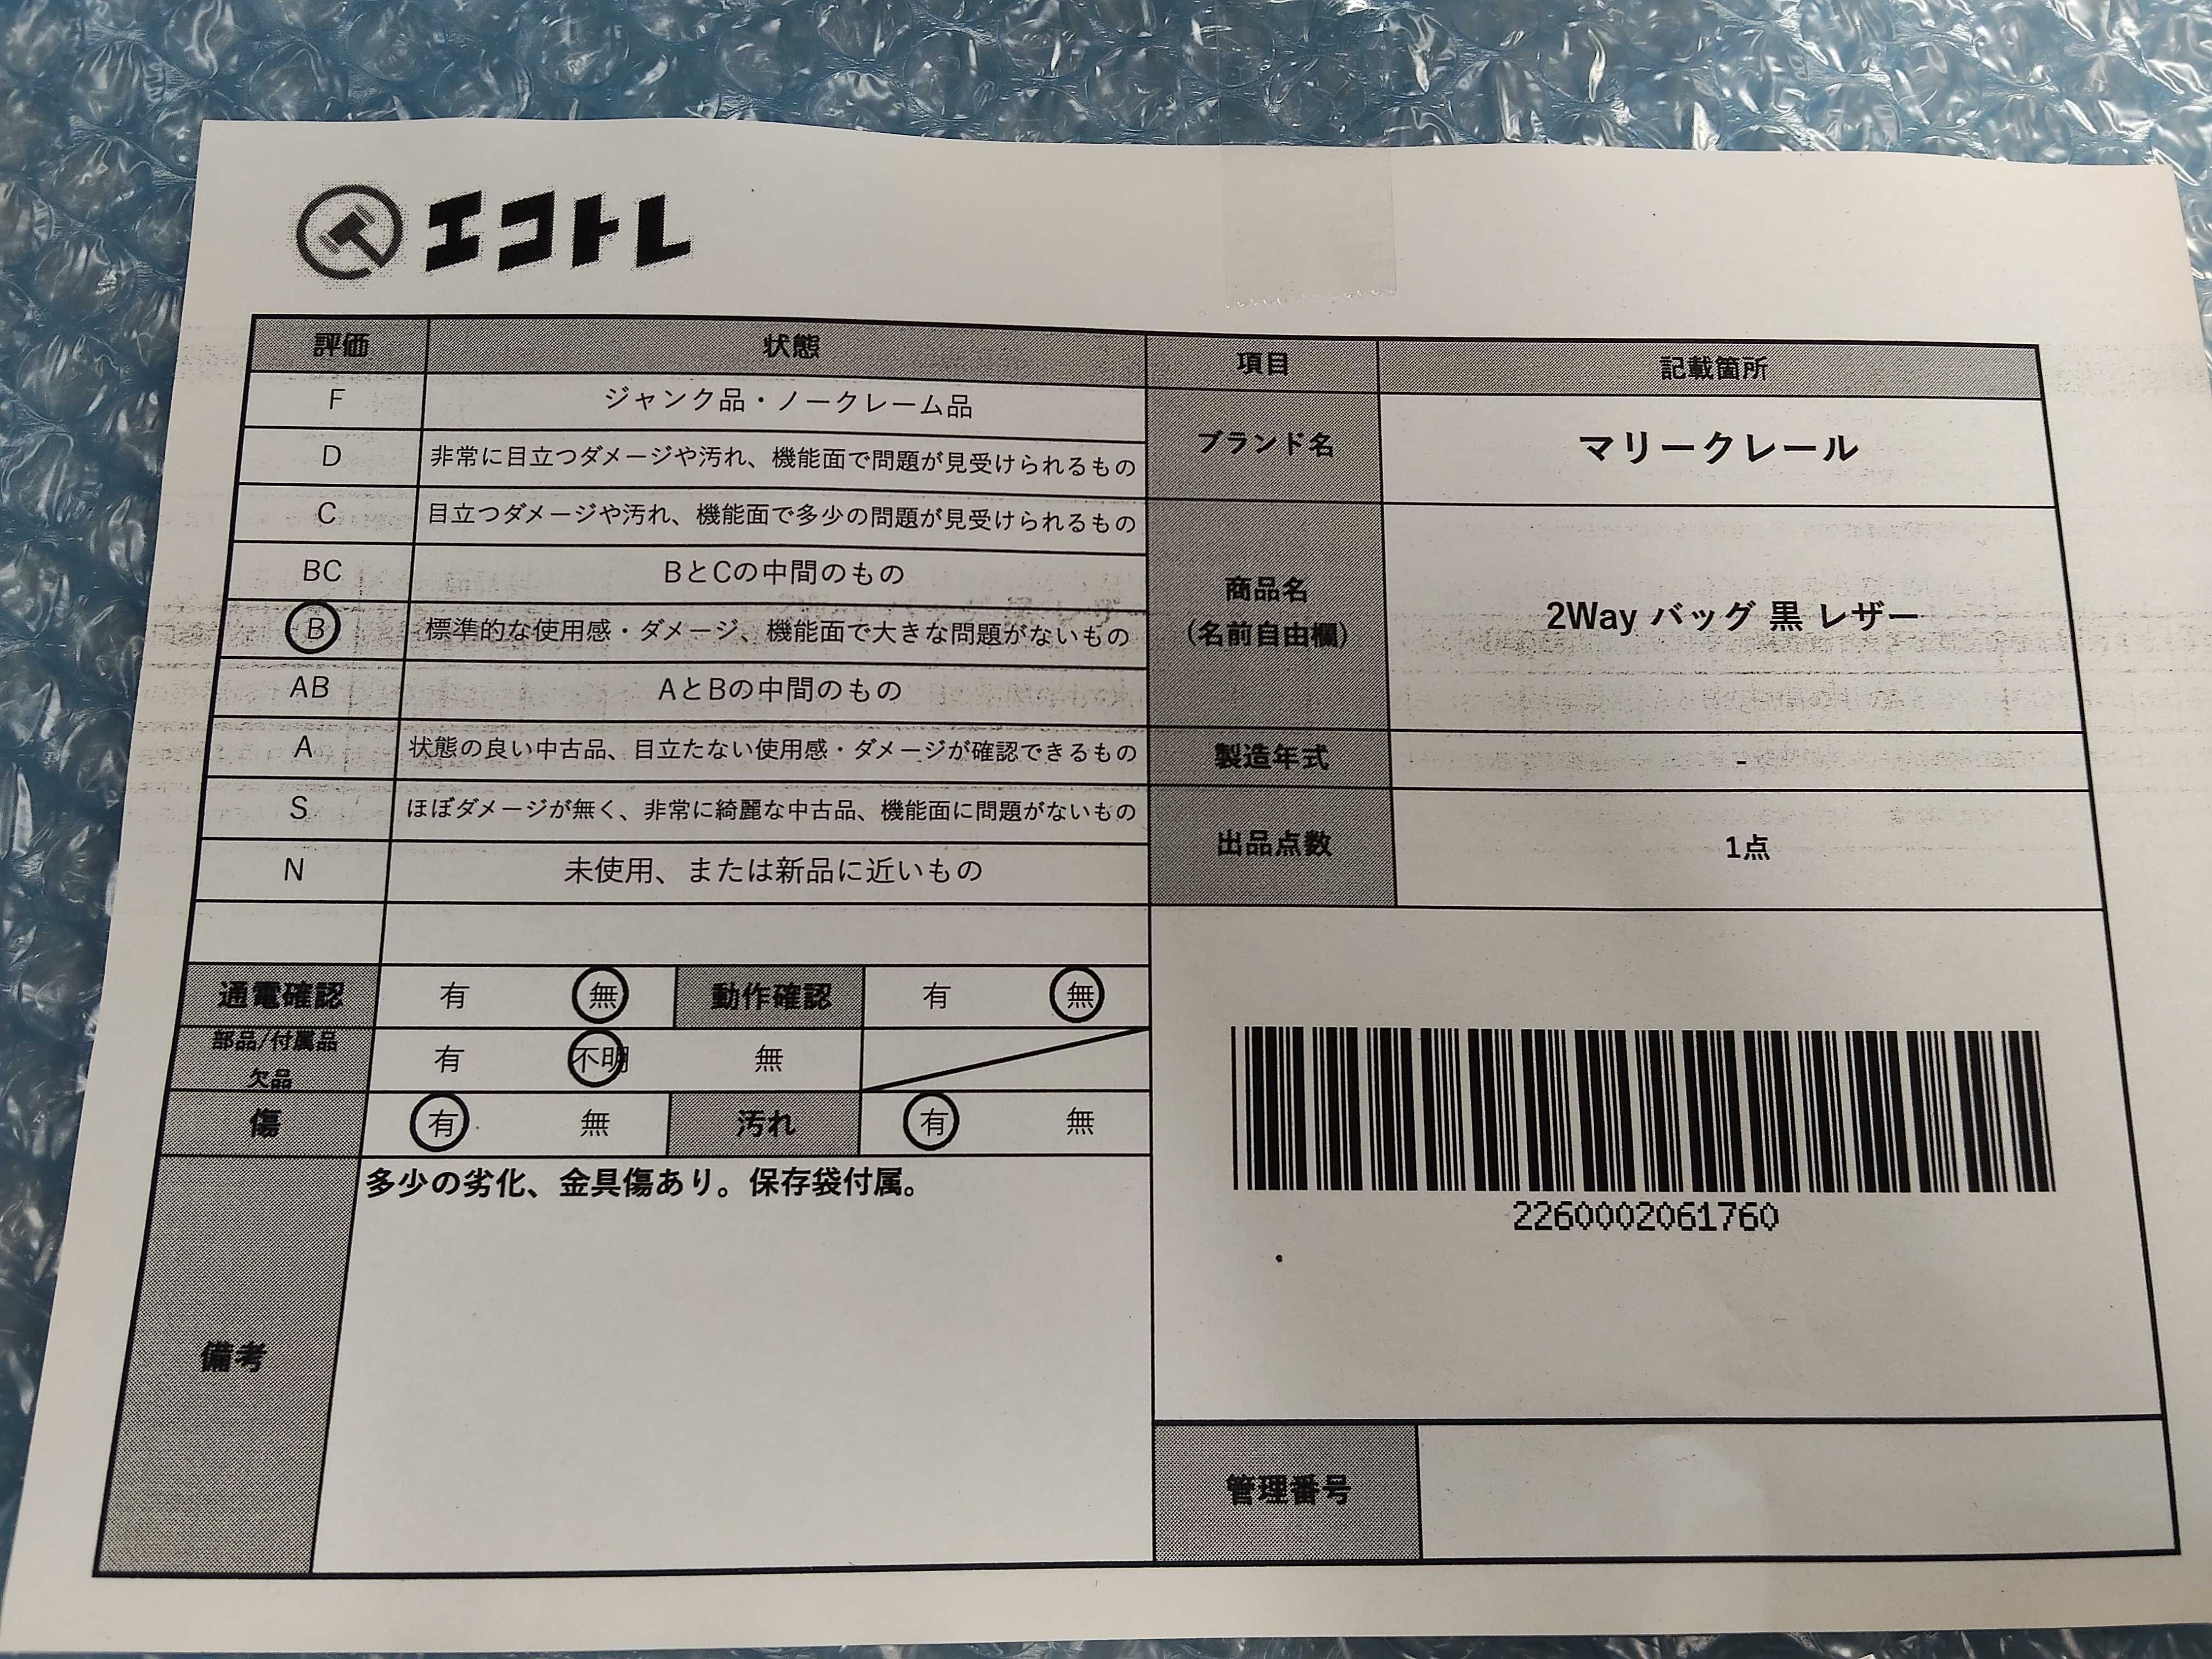 エコトレ
評価 状態 項目 記載箇所
F ジャンク品・ノークレーム品
D 非常に目立つダメージや汚れ、機能面で問題が見受けられるもの
ブランド名 マリークレール
C 目立つダメージや汚れ、機能面で多少の問題が見受けられるもの
BC BとCの中間のもの
B 標準的な使用感・ダメージ、機能面で大きな問題がないもの
商品名
(名前自由欄)
2Way バッグ 黒 レザー
AB AとBの中間のもの
A 状態の良い中古品、目立たない使用感・ダメージが確認できるもの
製造年式 -
S ほぼダメージが無く、非常に綺麗な中古品、機能面に問題がないもの
出品点数 1点
N 未使用、または新品に近いもの
通電確認 有 無 動作確認 有 無
部品/付属品
欠品
有 不明 無
傷 有 無 汚れ 有 無
備考
多少の劣化、金具傷あり。保存袋付属。
2260002061760
管理番号